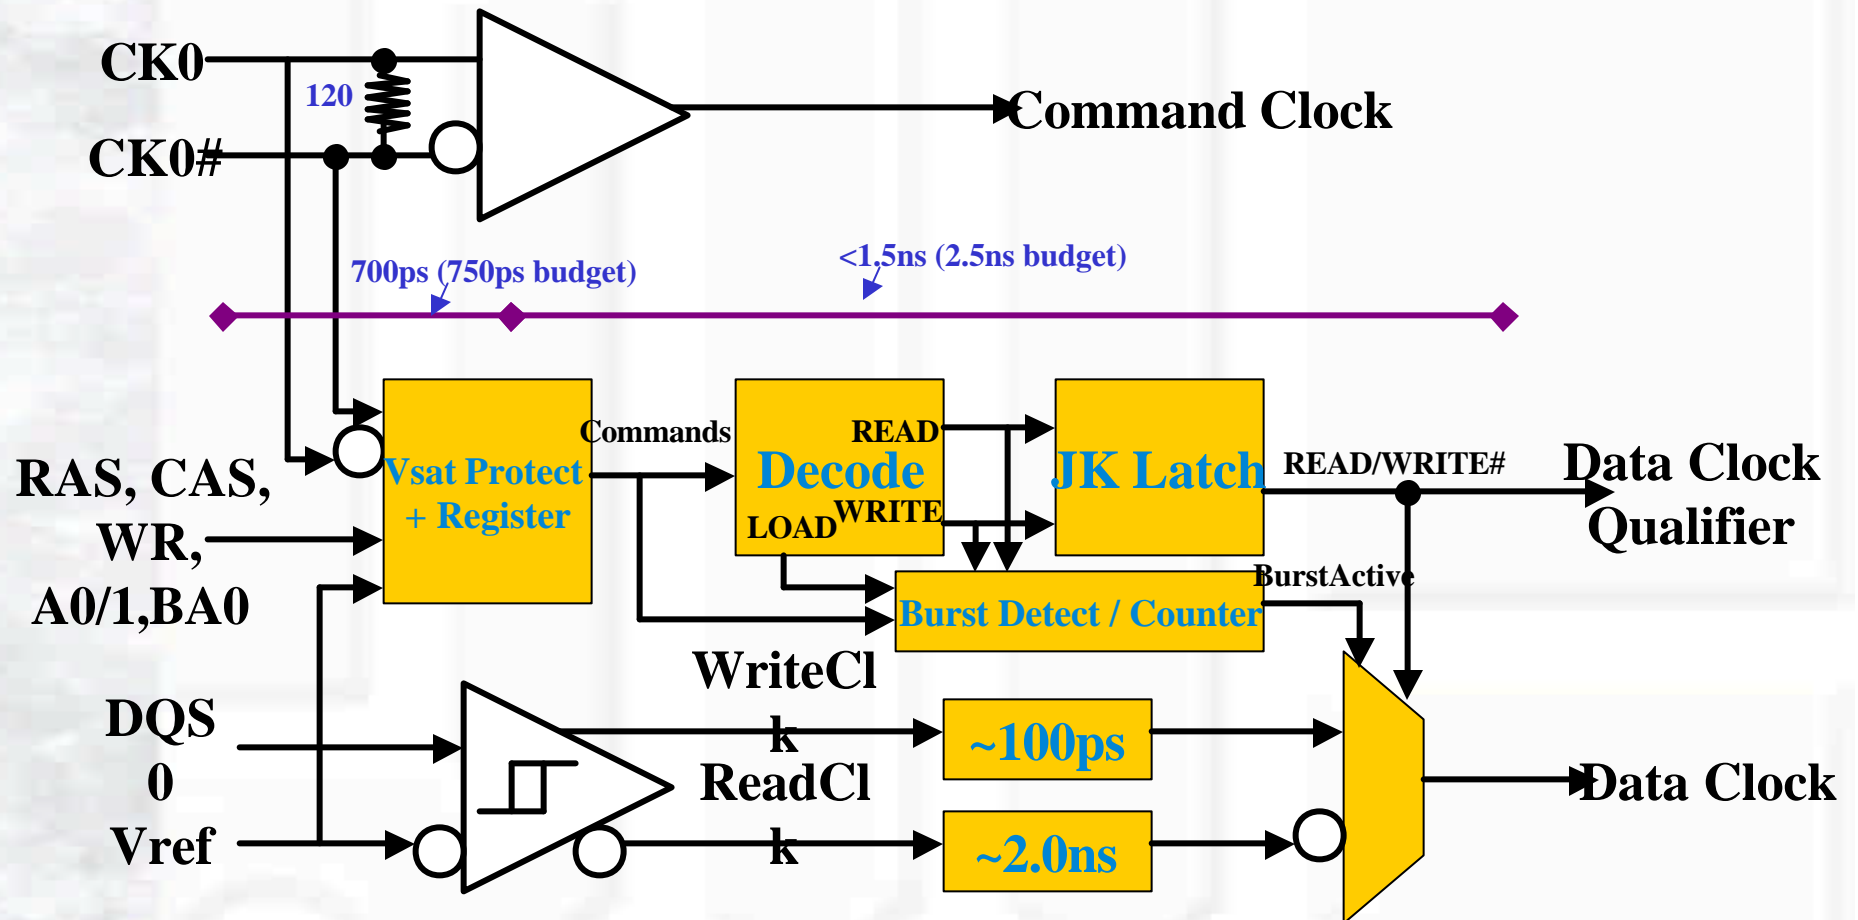 CK0
120
CK0#
Command Clock
700ps (750ps budget)
<1.5ns (2.5ns budget)
RAS, CAS,
WR,
A0/1,BA0
Vsat Protect
+ Register
Commands
READ
Decode
WRITE
LOAD
JK Latch
READ/WRITE#
Data Clock
Qualifier
BurstActive
Burst Detect / Counter
DQS
0
Vref
WriteCl
k
ReadCl
k
~100ps
~2.0ns
Data Clock